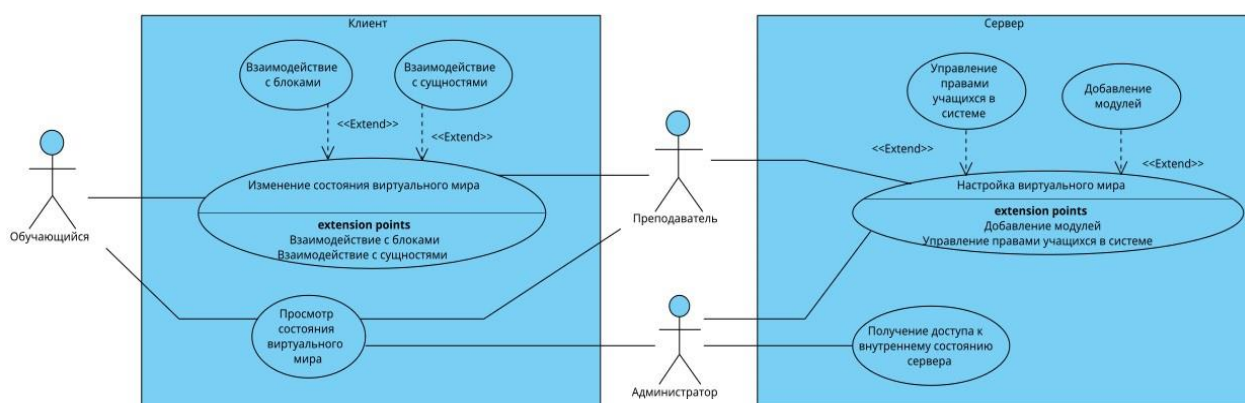 Клиент
Сервер
Взаимодействие
с блоками
Взаимодействие
с сущностями
Управление
правами
учащихся в
системе
Добавление
модулей
<<Extend>>
<<Extend>>
<<Extend>>
<<Extend>>
Изменение состояния виртуального мира
extension points
Взаимодействие с блоками
Взаимодействие с сущностями
Настройка виртуального мира
extension points
Добавление модулей
Управление правами учащихся в системе
Обучающийся
Преподаватель
Просмотр
состояния
виртуального
мира
Получение доступа к
внутреннему состоянию
сервера
Администратор